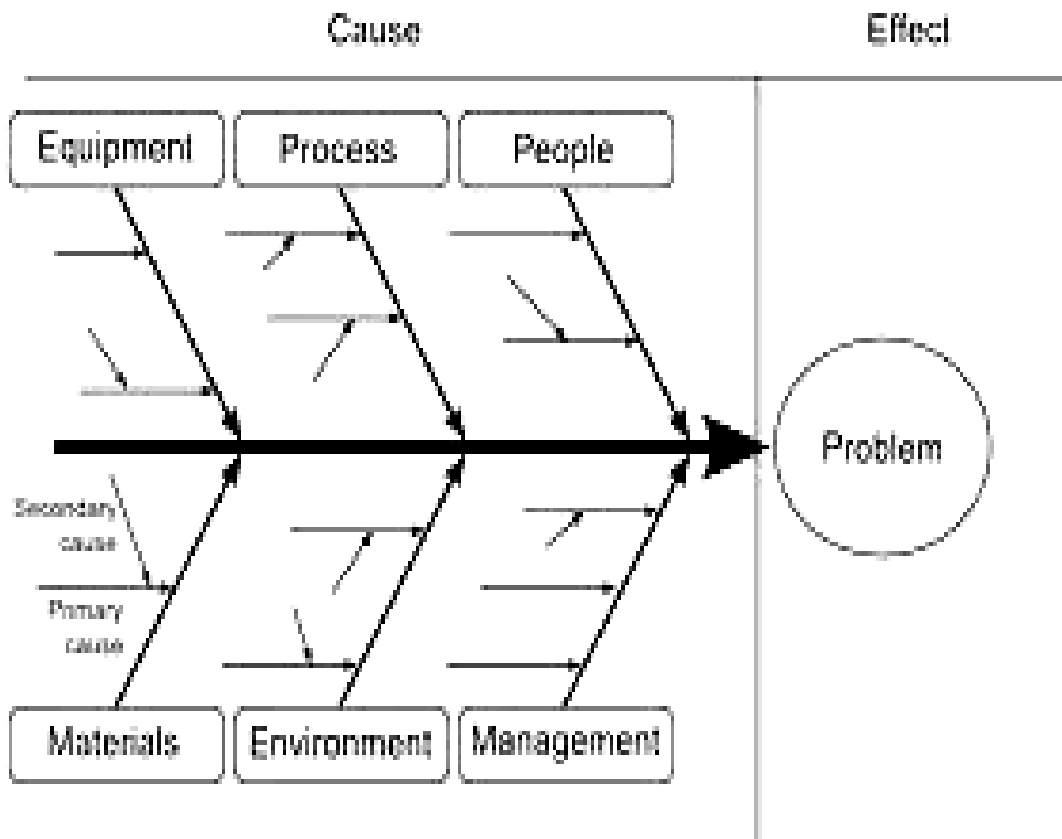 Cause Effect
Equipment Process People
Problem
Secondary
cause
Primary
cause
Materials Environment Management